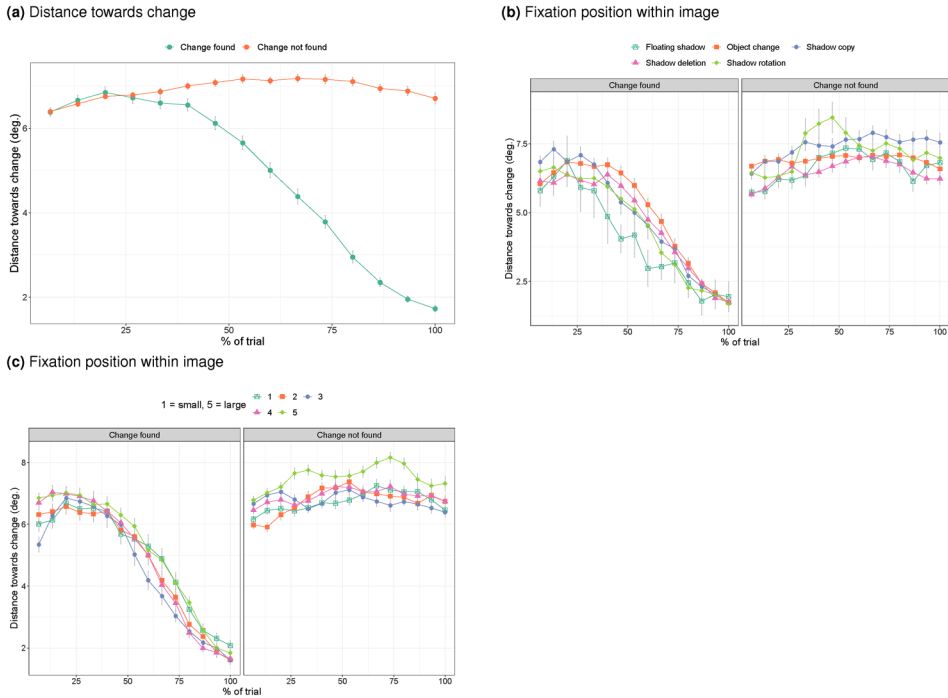 (a) Distance towards change
Change found Change not found
Distance towards change (deg.)
6
4
2
25 50 75 100
% of trial
(b) Fixation position within image
Floating shadow Object change Shadow copy
Shadow deletion Shadow rotation
Change found Change not found
Distance towards change (deg.)
7.5
5.0
2.5
25 50 75 100 25 50 75 100
% of trial
(c) Fixation position within image
1 = small, 5 = large 1 2 3
4 5
Change found Change not found
Distance towards change (deg.)
8
6
4
2
25 50 75 100 25 50 75 100
% of trial